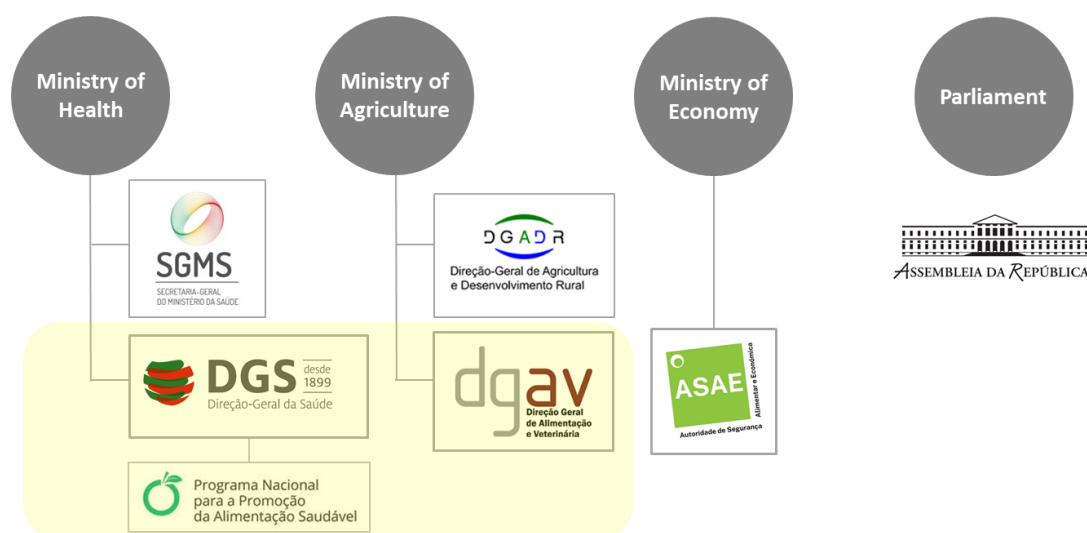 Ministry of
Health
Ministry of
Agriculture
Ministry of
Economy
Parliament
SGMS
SECRETARIA-GERAL
DO MINISTÉRIO DA SAÚDE
DGADR
Direção-Geral de Agricultura
e Desenvolvimento Rural
ASSEMBLEIA DA REPÚBLICA
DGS
desde
1899
Direção-Geral da Saúde
dgav
Direção Geral
de Alimentação
e Veterinária
ASAE
Alimentar e Económica
Autoridade de Segurança
Programa Nacional
para a Promoção
da Alimentação Saudável